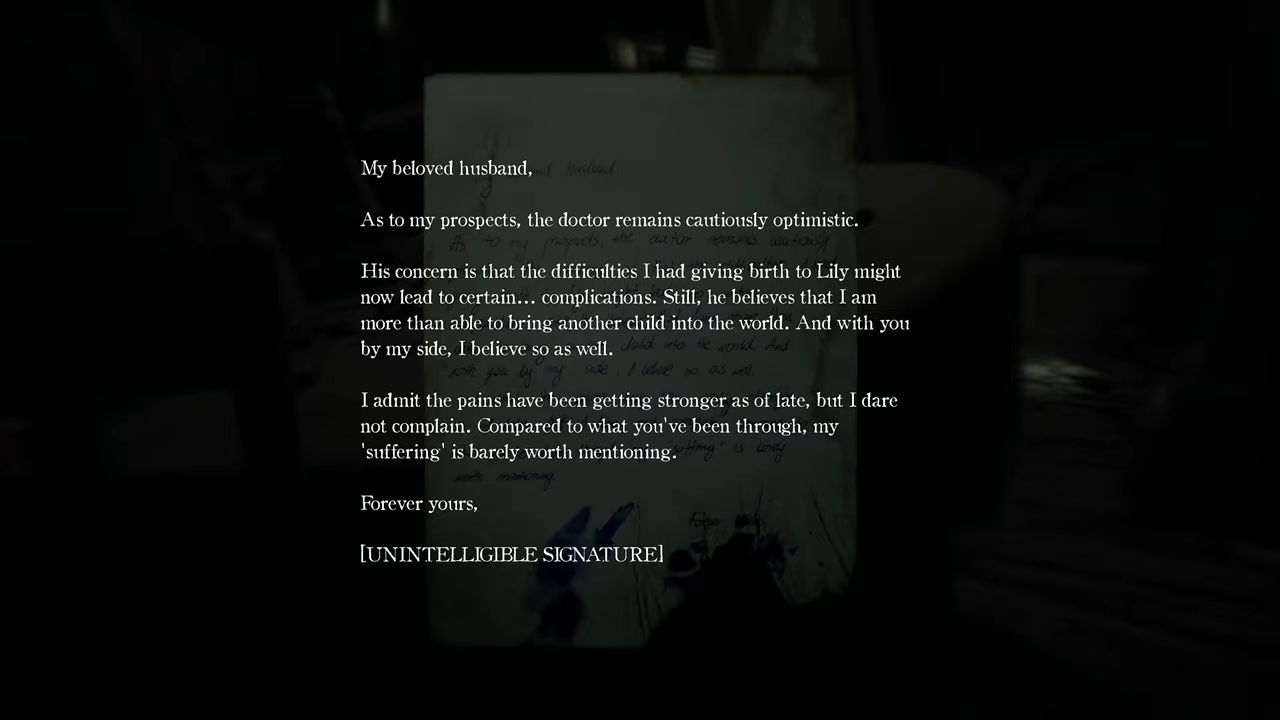 My beloved husband,
As to my prospects, the doctor remains cautiously optimistic.
His concern is that the difficulties I had giving birth to Lily might
now lead to certain... complications. Still, he believes that I am
more than able to bring another child into the world. And with you
by my side, I believe so as well.
I admit the pains have been getting stronger as of late, but I dare
not complain. Compared to what you've been through, my
'suffering' is barely worth mentioning.
Forever yours,
[UNINTELLIGIBLE SIGNATURE]